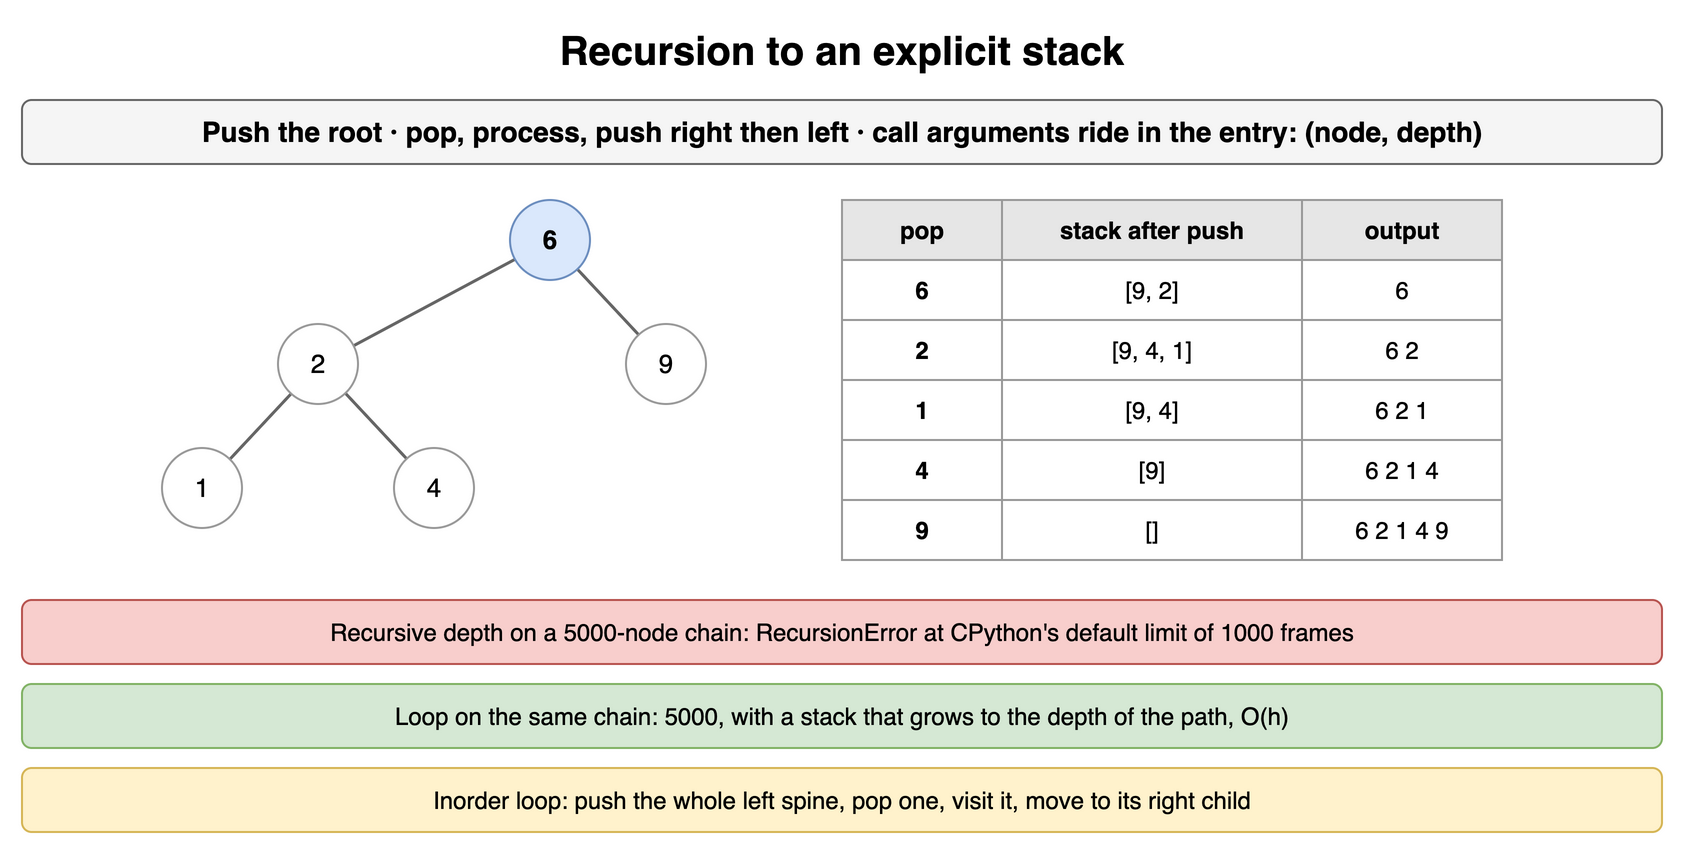 Recursion to an explicit stack
Push the root · pop, process, push right then left · call arguments ride in the entry: (node, depth)
6
2
9
1
4
pop stack after push output
6 [9, 2] 6
2 [9, 4, 1] 6 2
1 [9, 4] 6 2 1
4 [9] 6 2 1 4
9 [] 6 2 1 4 9
Recursive depth on a 5000-node chain: RecursionError at CPython's default limit of 1000 frames
Loop on the same chain: 5000, with a stack that grows to the depth of the path, O(h)
Inorder loop: push the whole left spine, pop one, visit it, move to its right child